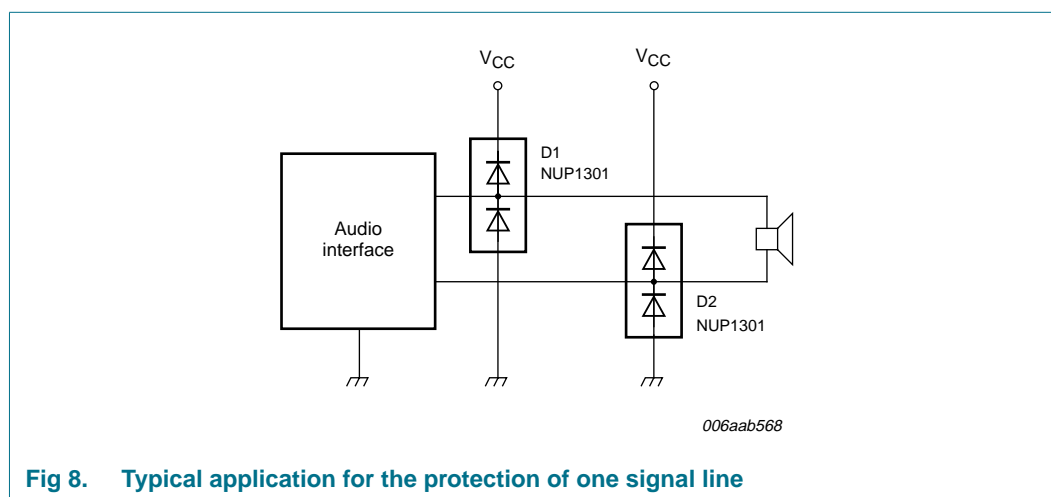 VCC
VCC
D1
NUP1301
Audio
interface
D2
NUP1301
006aab568
Fig 8. Typical application for the protection of one signal line